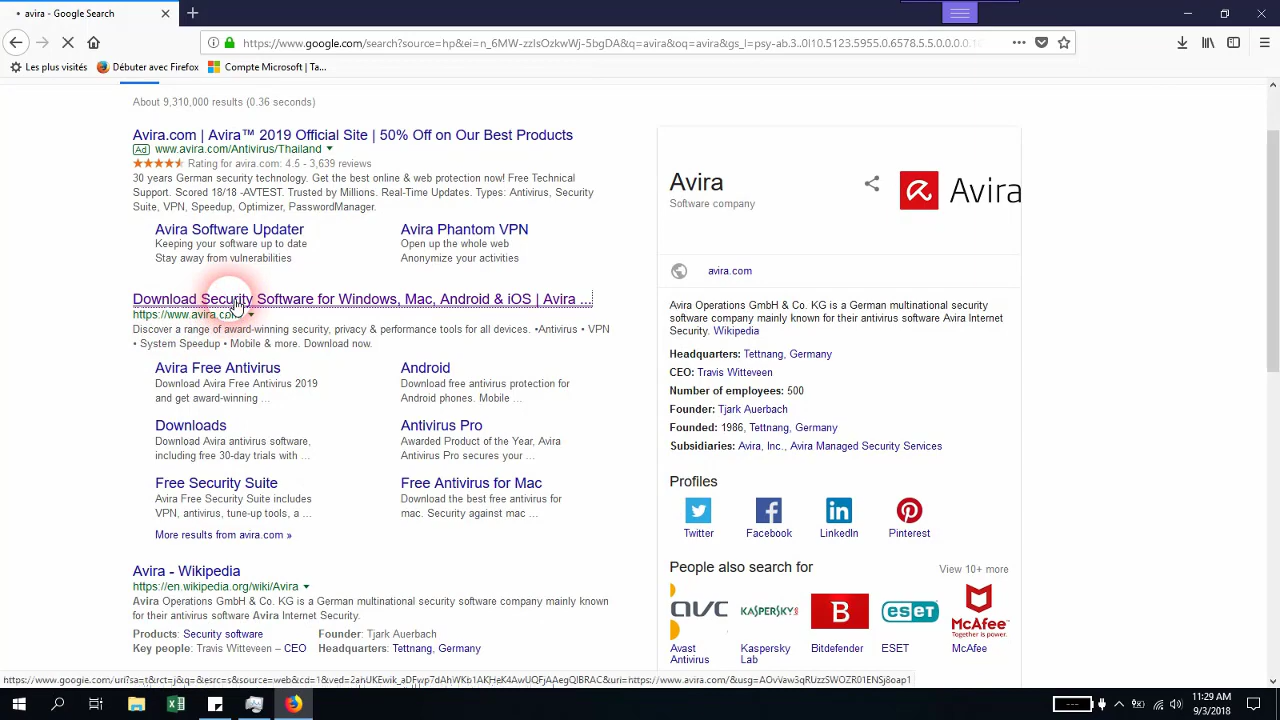 avira - Google Search
https://www.google.com/search?source=hp&ei=n_6MW-zzIsOzkwWj-5bgDA&q=avira&oq=avira&gs_l=psy-ab.3..0l10.5123.5955.0.6578.5.5.0.0.0.0.1
Les plus visités
Débuter avec Firefox
Compte Microsoft | Ta...
About 9,310,000 results (0.36 seconds)
Avira.com | Avira™ 2019 Official Site | 50% Off on Our Best Products
Ad www.avira.com/Antivirus/Thailand
Rating for avira.com: 4.5 - 3,639 reviews
30 years German security technology. Get the best online & web protection now! Free Technical
Support. Scored 18/18 -AVTEST. Trusted by Millions. Real-Time Updates. Types: Antivirus, Security
Suite, VPN, Speedup, Optimizer, PasswordManager.
Avira Software Updater
Keeping your software up to date
Stay away from vulnerabilities
Avira Phantom VPN
Open up the whole web
Anonymize your activities
Download Security Software for Windows, Mac, Android & iOS | Avira ...
https://www.avira.com
Discover a range of award-winning security, privacy & performance tools for all devices. •Antivirus • VPN
• System Speedup • Mobile & more. Download now.
Avira Free Antivirus
Download Avira Free Antivirus 2019
and get award-winning ...
Android
Download free antivirus protection for
Android phones. Mobile ...
Downloads
Download Avira antivirus software,
including free 30-day trials with ...
Antivirus Pro
Awarded Product of the Year, Avira
Antivirus Pro secures your ...
Free Security Suite
Avira Free Security Suite includes
VPN, antivirus, tune-up tools, a ...
Free Antivirus for Mac
Download the best free antivirus for
mac. Security against mac ...
More results from avira.com »
Avira - Wikipedia
https://en.wikipedia.org/wiki/Avira
Avira Operations GmbH & Co. KG is a German multinational security software company mainly known
for their antivirus software Avira Internet Security.
Products: Security software
Founder: Tjark Auerbach
Key people: Travis Witteveen – CEO
Headquarters: Tettnang, Germany
Avira
Software company
Avira
avira.com
Avira Operations GmbH & Co. KG is a German multinational security
software company mainly known for their antivirus software Avira Internet
Security. Wikipedia
Headquarters: Tettnang, Germany
CEO: Travis Witteveen
Number of employees: 500
Founder: Tjark Auerbach
Founded: 1986, Tettnang, Germany
Subsidiaries: Avira, Inc., Avira Managed Security Services
Profiles
Twitter
Facebook
LinkedIn
Pinterest
People also search for
View 10+ more
avc
KASPERSKY
B
eset
McAfee
Together is power.
Avast
Antivirus
Kaspersky
Lab
Bitdefender
ESET
McAfee
11:29 AM
9/3/2018